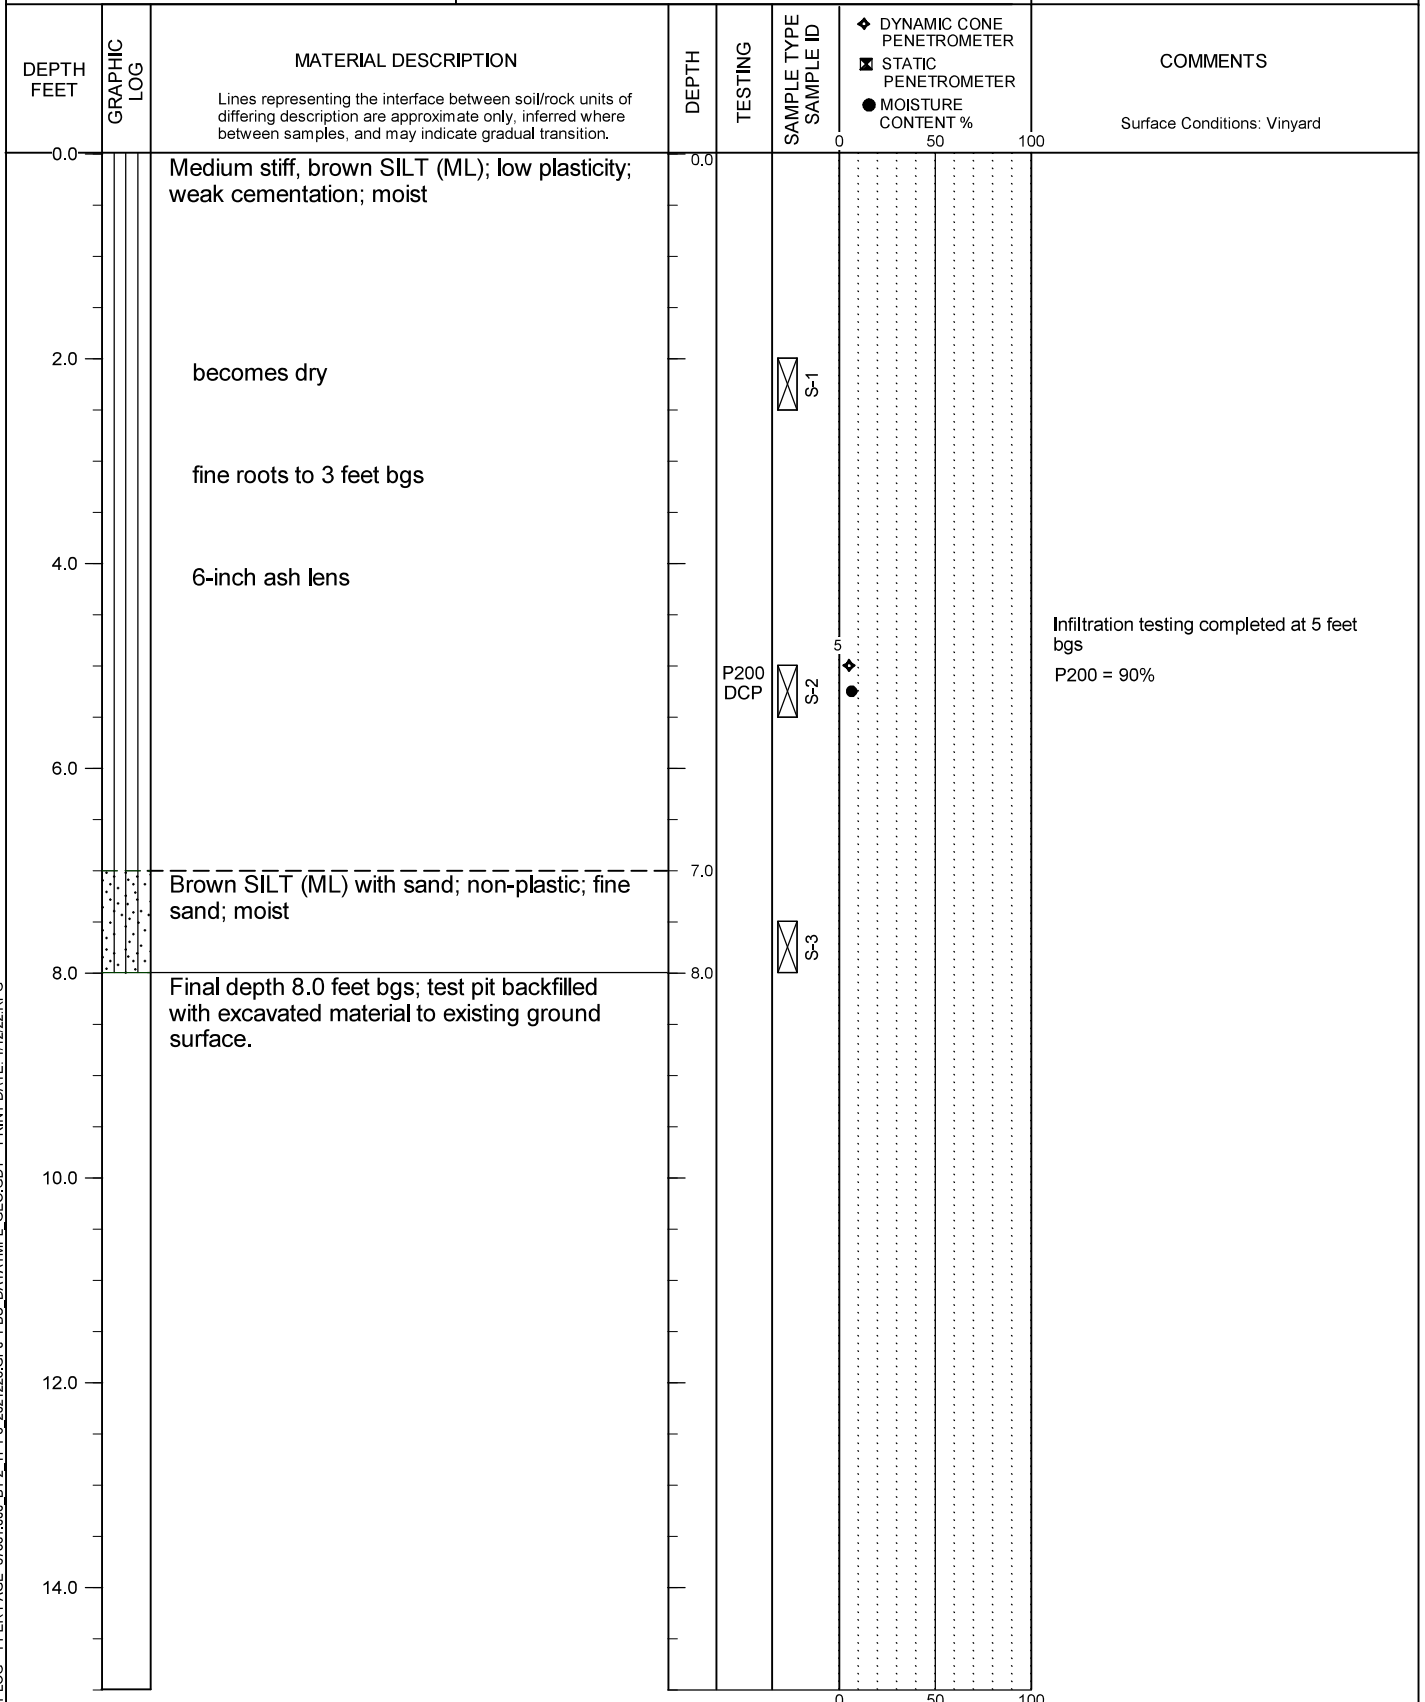 DEPTH
FEET
GRAPHIC
LOG
MATERIAL DESCRIPTION
Lines representing the interface between soil/rock units of
differing description are approximate only, inferred where
between samples, and may indicate gradual transition.
DEPTH
TESTING
SAMPLE TYPE
SAMPLE ID
DYNAMIC CONE
PENETROMETER
STATIC
PENETROMETER
MOISTURE
CONTENT %
0 50 100
COMMENTS
Surface Conditions: Vinyard
0.0
Medium stiff, brown SILT (ML); low plasticity;
weak cementation; moist
0.0
2.0
becomes dry
S-1
fine roots to 3 feet bgs
4.0
6-inch ash lens
Infiltration testing completed at 5 feet
bgs
5
P200
DCP
S-2
P200 = 90%
6.0
7.0
Brown SILT (ML) with sand; non-plastic; fine
sand; moist
S-3
8.0
8.0
Final depth 8.0 feet bgs; test pit backfilled
with excavated material to existing ground
surface.
10.0
12.0
14.0
0 50 100